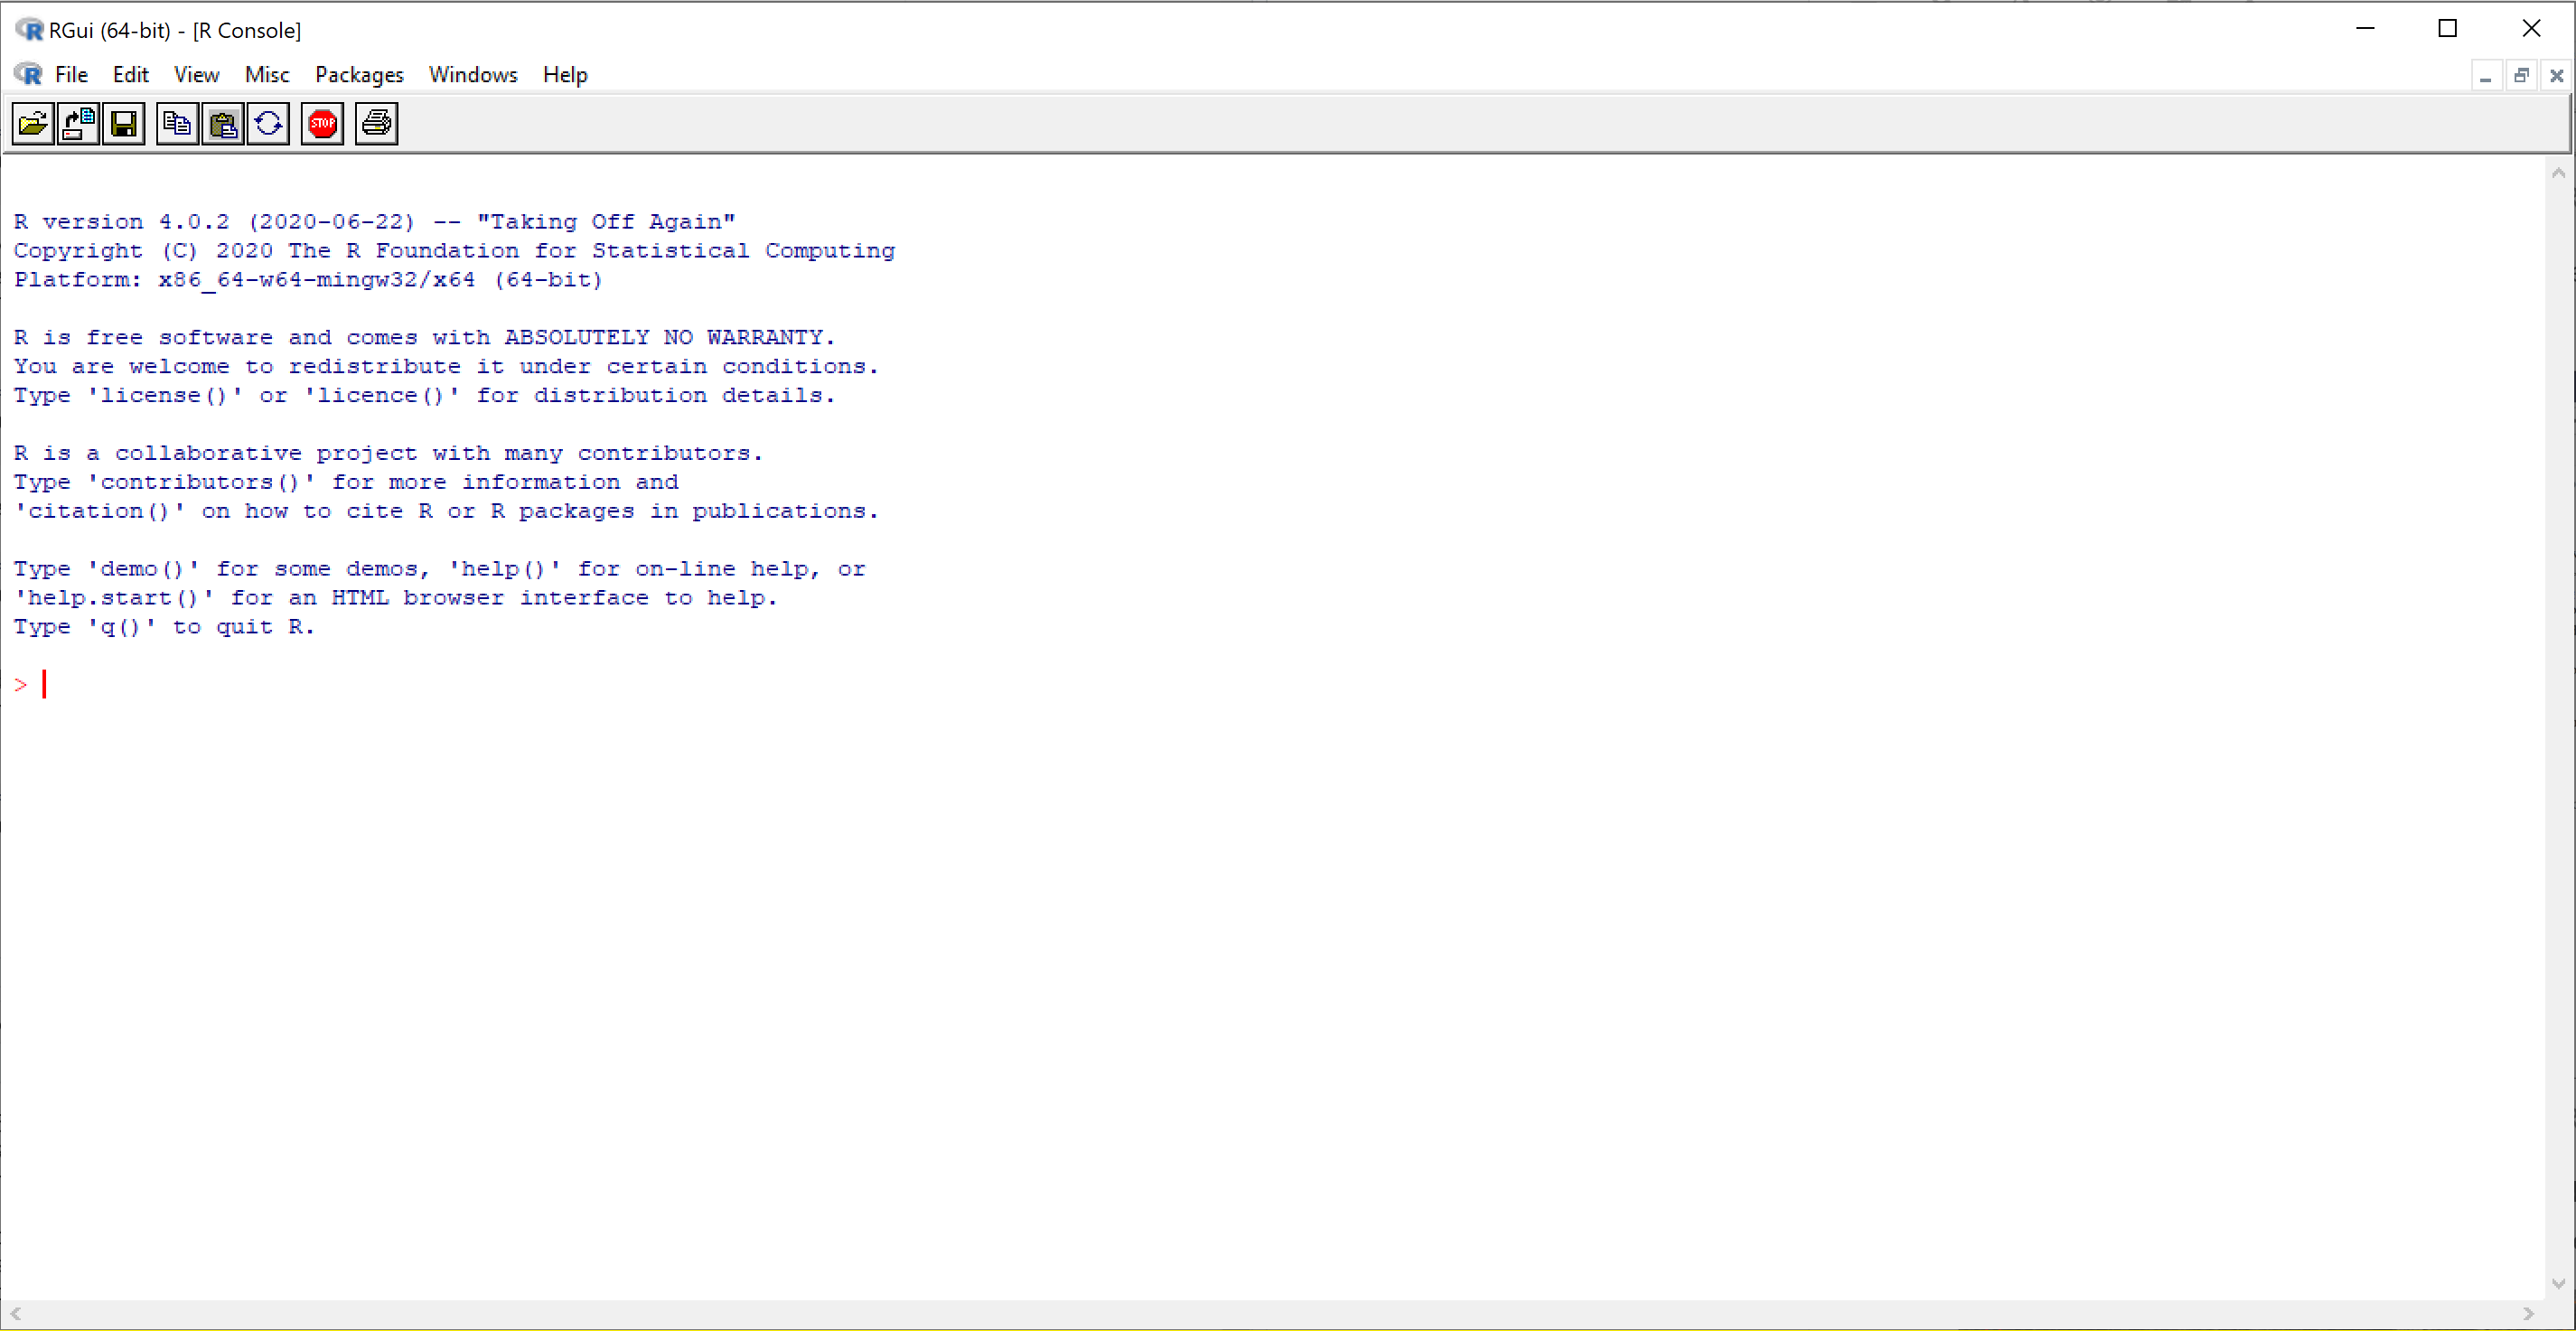 RGui (64-bit) - [R Console]
File Edit View Misc Packages Windows Help
STOP
R version 4.0.2 (2020-06-22) -- "Taking Off Again"
Copyright (C) 2020 The R Foundation for Statistical Computing
Platform: x86_64-w64-mingw32/x64 (64-bit)
R is free software and comes with ABSOLUTELY NO WARRANTY.
You are welcome to redistribute it under certain conditions.
Type 'license()' or 'licence()' for distribution details.
R is a collaborative project with many contributors.
Type 'contributors()' for more information and
'citation()' on how to cite R or R packages in publications.
Type 'demo()' for some demos, 'help()' for on-line help, or
'help.start()' for an HTML browser interface to help.
Type 'q()' to quit R.
>